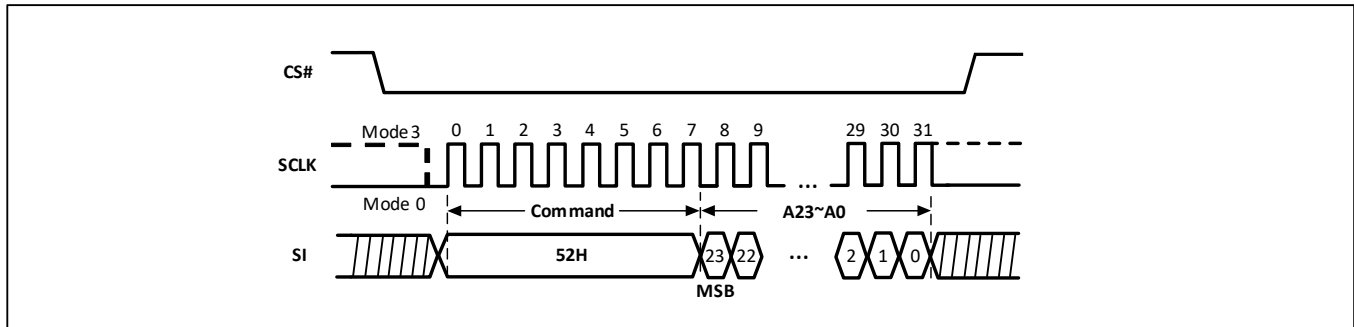 CS#
Mode 3 0 1 2 3 4 5 6 7 8 9 29 30 31
SCLK
...
Mode 0 Command A23~A0
SI 52H 23 22 ... 2 1 0
MSB